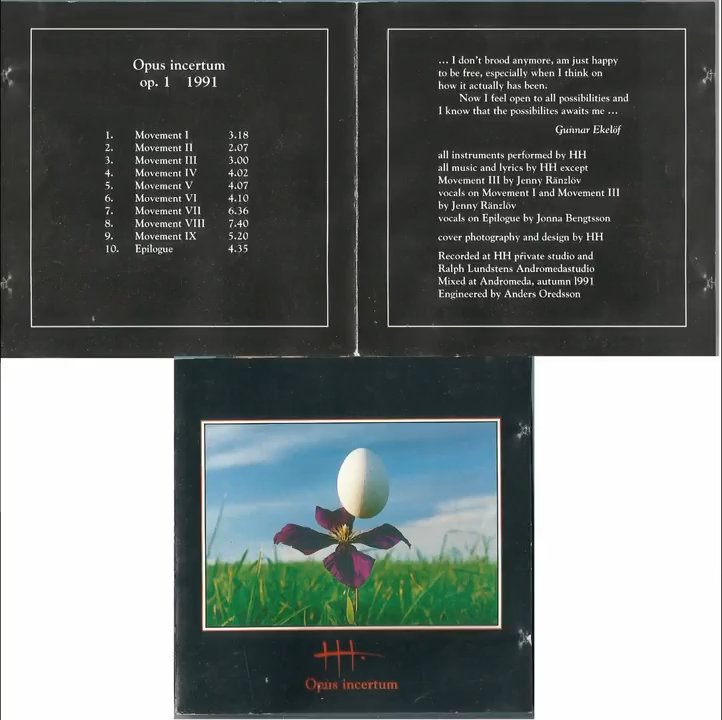 Opus incertum
op. 1 1991
1. Movement I 3.18
2. Movement II 2.07
3. Movement III 3.00
4. Movement IV 4.02
5. Movement V 4.07
6. Movement VI 4.10
7. Movement VII 6.36
8. Movement VIII 7.40
9. Movement IX 5.20
10. Epilogue 4.35
... I don't brood anymore, am just happy
to be free, especially when I think on
how it actually has been.
Now I feel open to all possibilities and
I know that the possibilites awaits me ...
Gunnar Ekelöf
all instruments performed by HH
all music and lyrics by HH except
Movement III by Jenny Ränzlöv
vocals on Movement I and Movement III
by Jenny Ränzlöv
vocals on Epilogue by Jonna Bengtsson
cover photography and design by HH
Recorded at HH private studio and
Ralph Lundstens Andromedastudio
Mixed at Andromeda, autumn 1991
Engineered by Anders Oredsson
HH.
Opus incertum